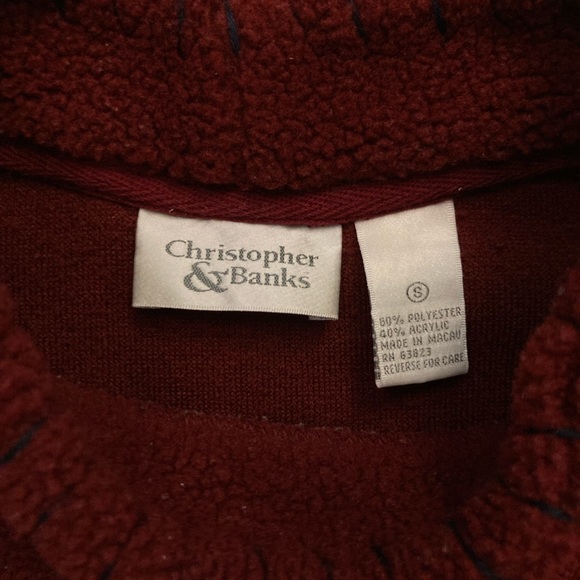 Christopher
& Banks
S
60% POLYESTER
40% ACRYLIC
MADE IN MACAU
RN 63823
REVERSE FOR CARE